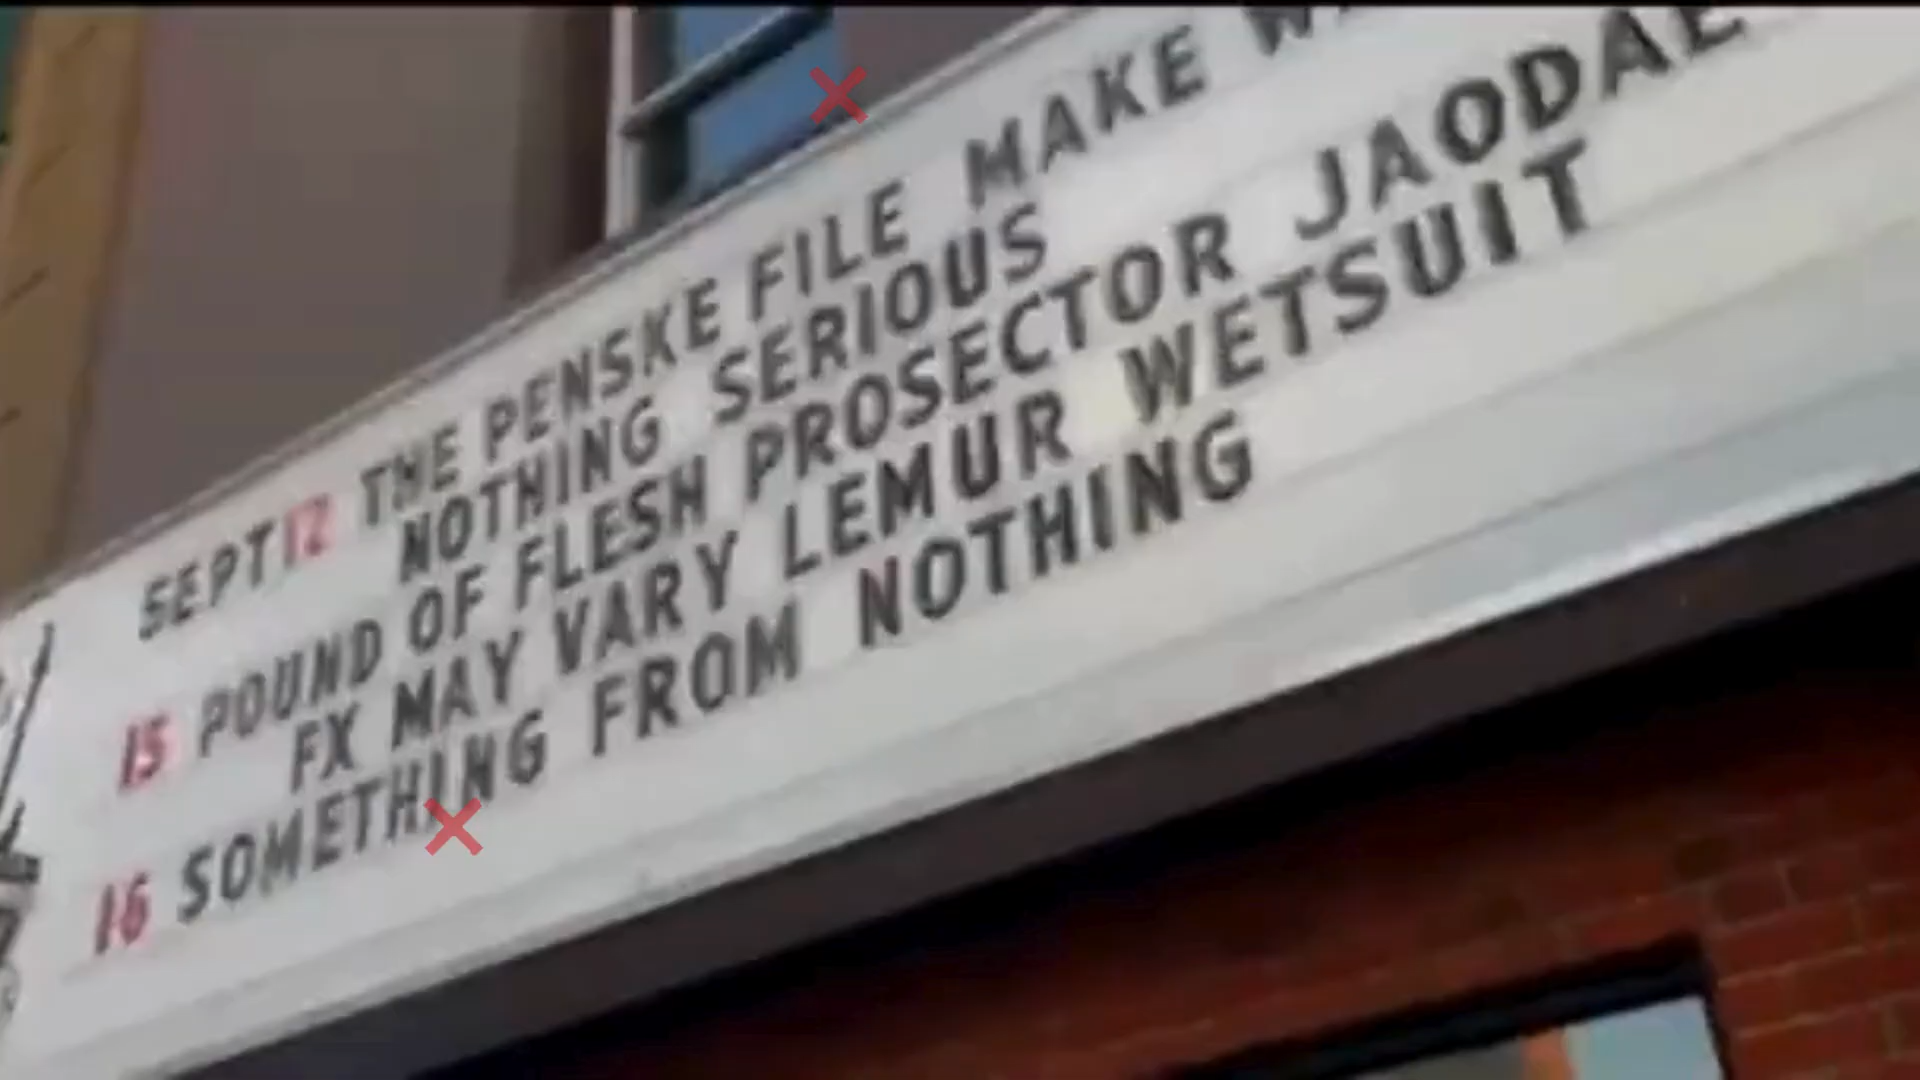 SEPT 12 THE PENSKE FILE MAKE
NOTHING SERIOUS
15 POUND OF FLESH PROSECTOR JAODAE
FX MAY VARY LEMUR WETSUIT
16 SOMETHING FROM NOTHING